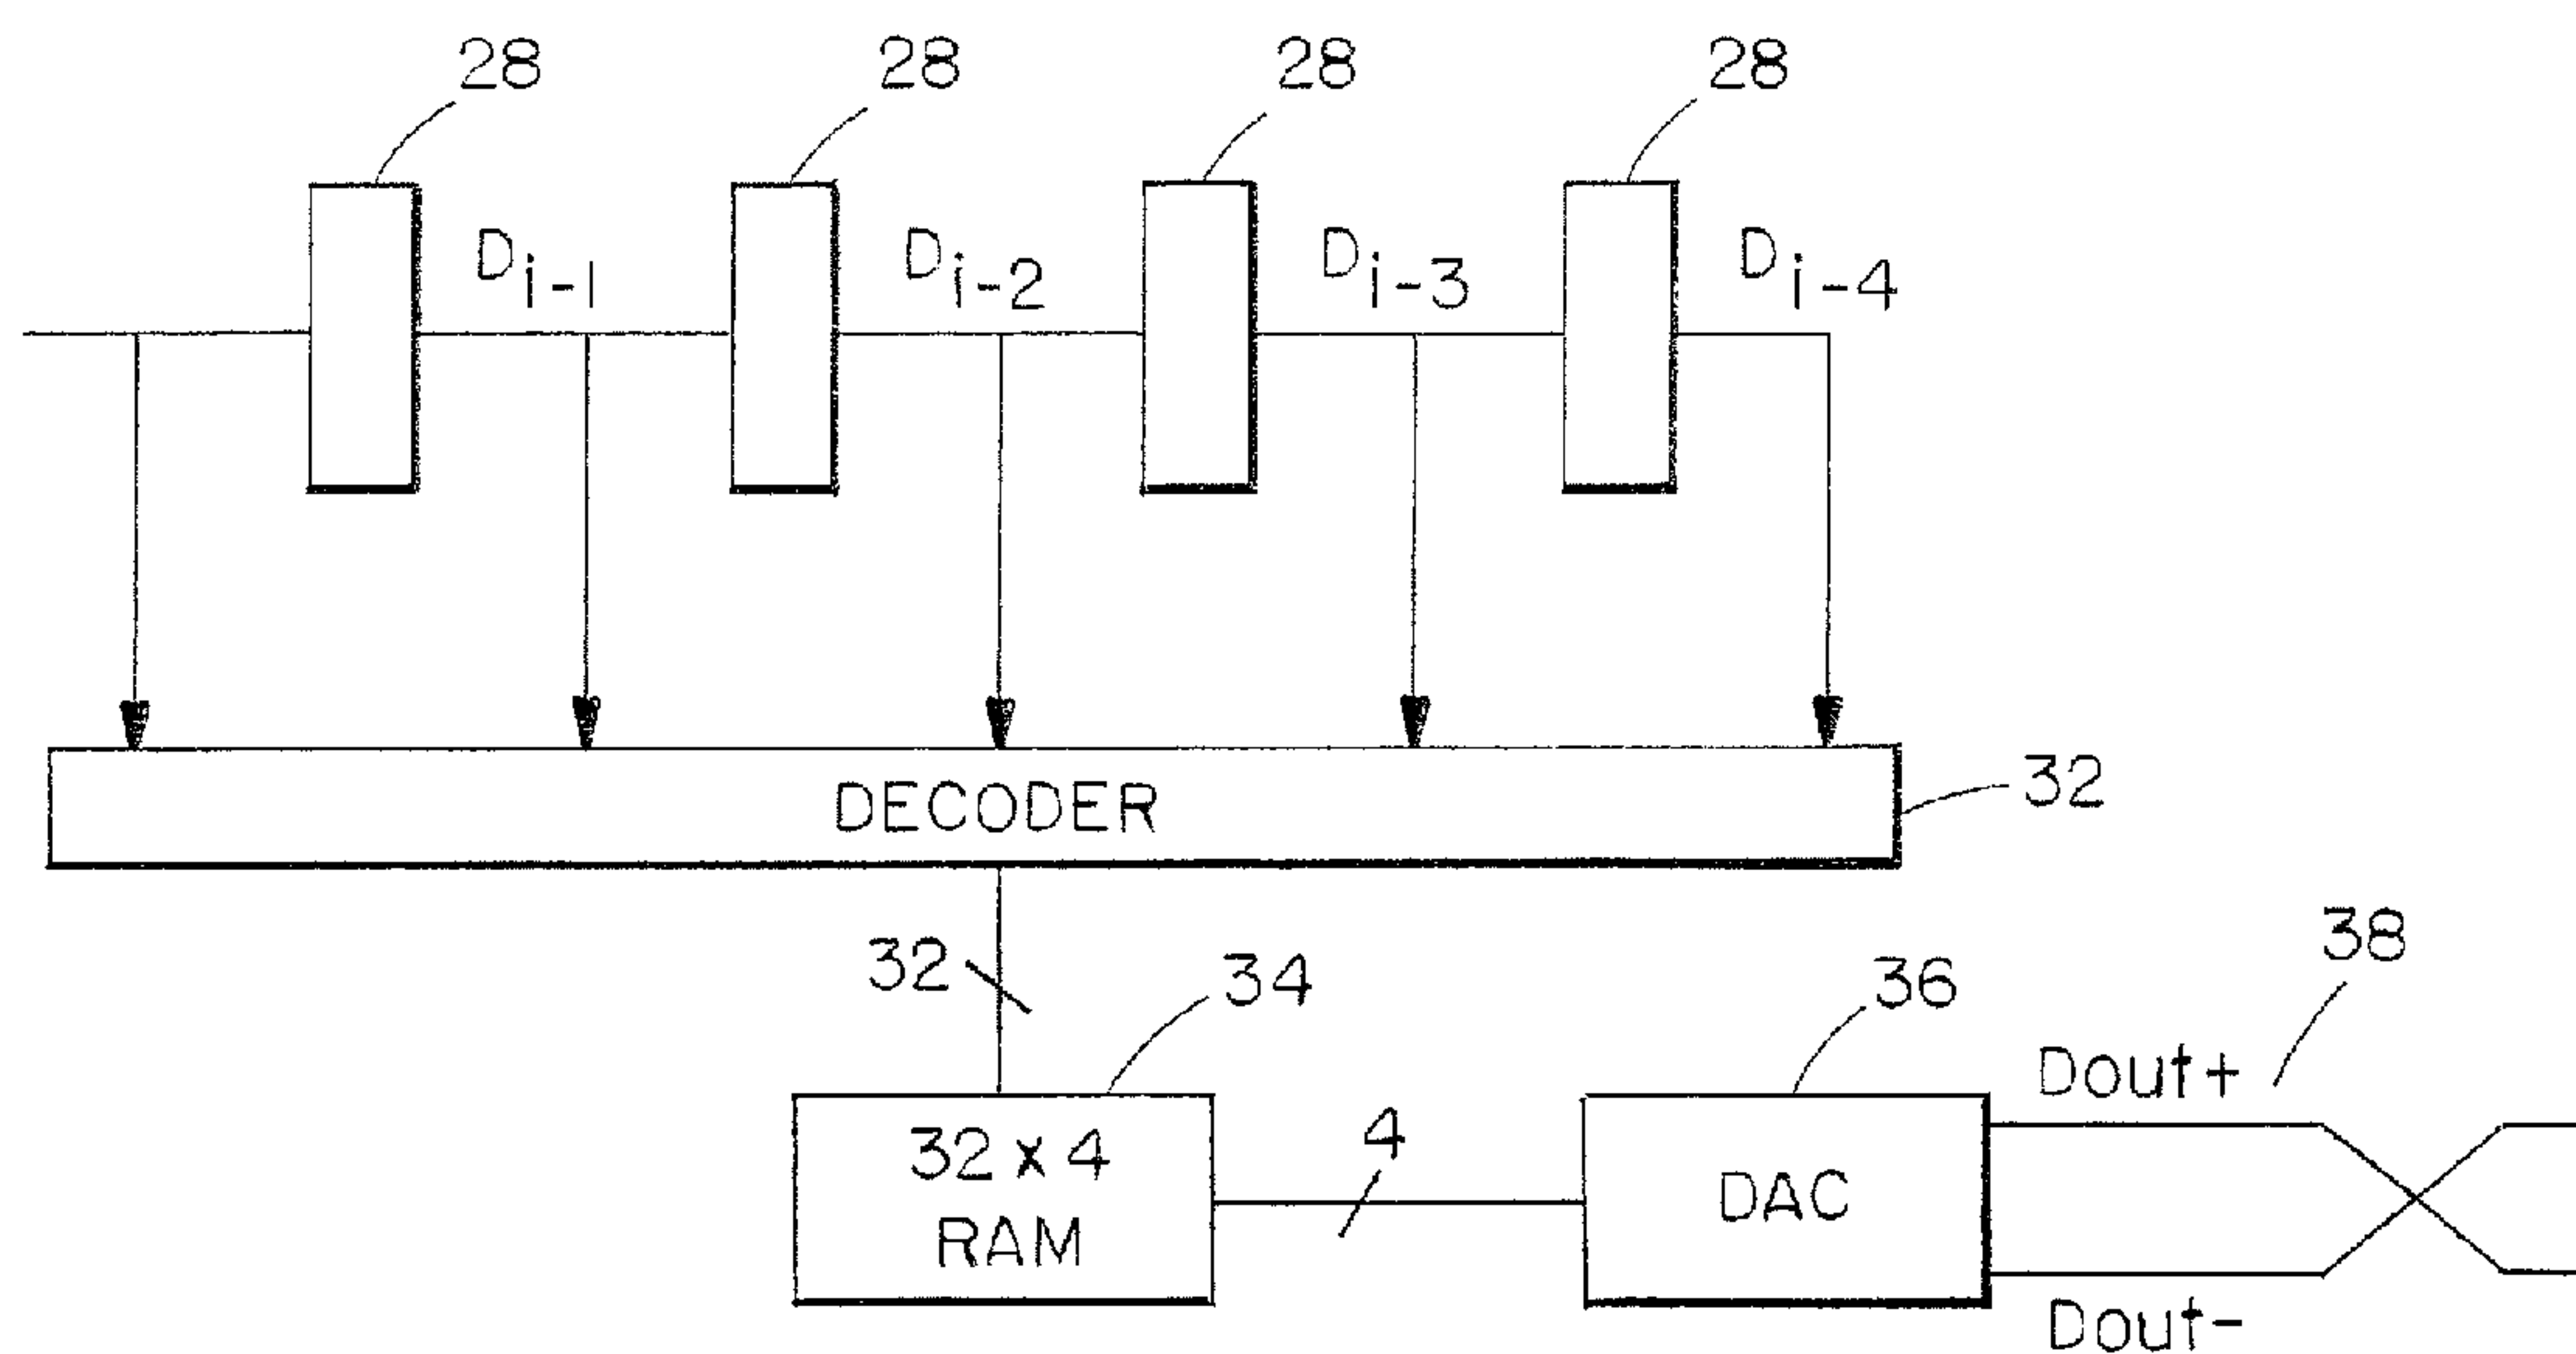 28 28 28 28
Di-1 Di-2 Di-3 Di-4
DECODER
32
32
34
36
38
32 x 4
RAM
4
DAC
Dout+
Dout-